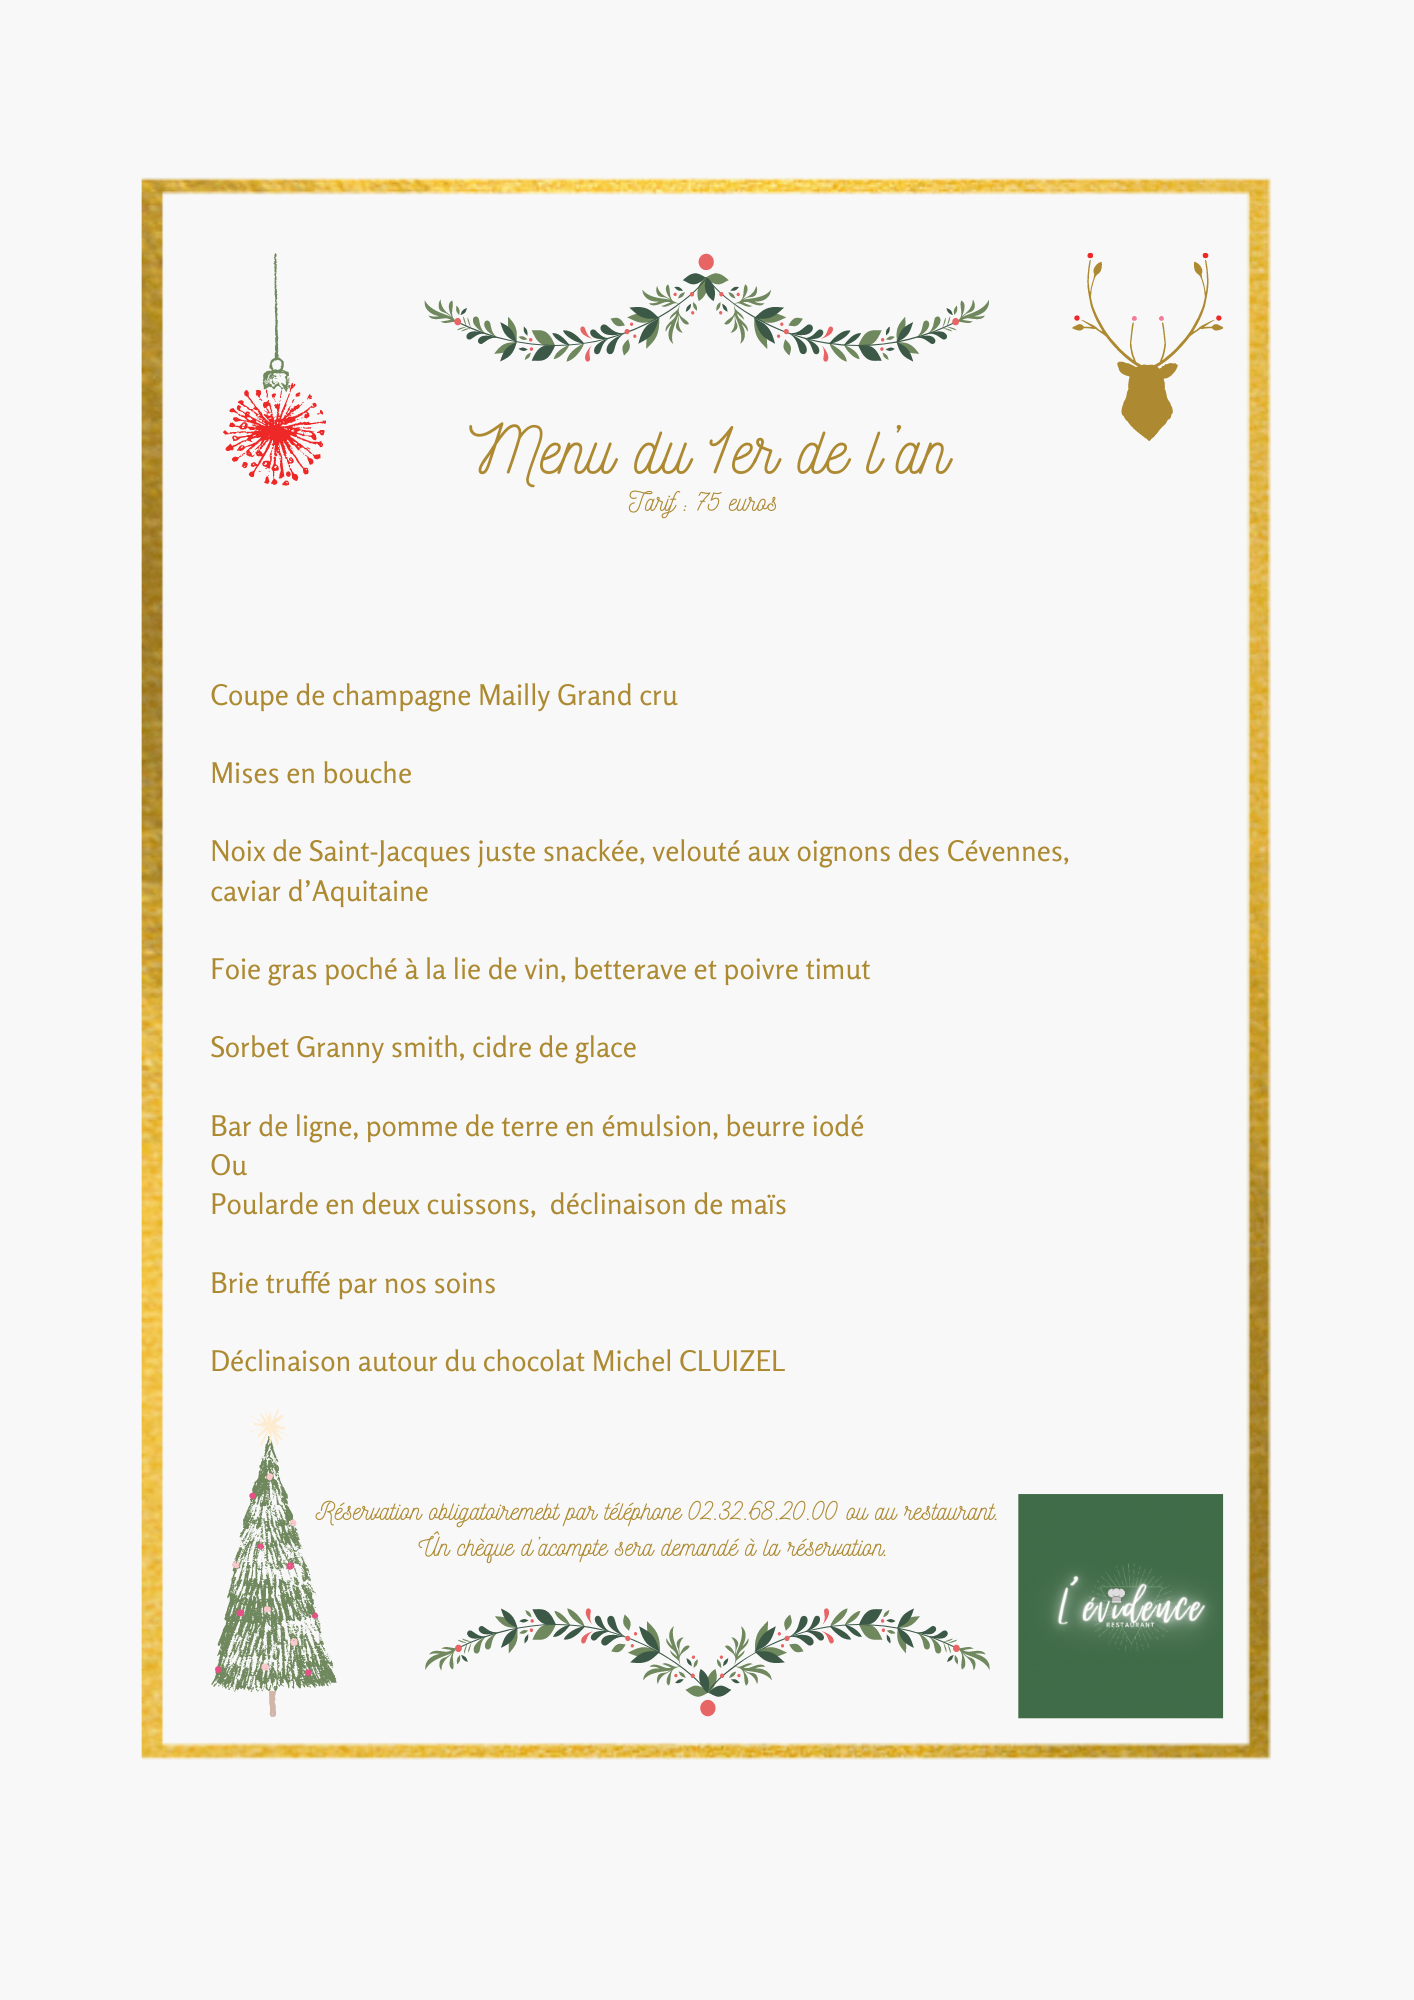 Menu du 1er de l'an
Tarif : 75 euros
Coupe de champagne Mailly Grand cru
Mises en bouche
Noix de Saint-Jacques juste snackée, velouté aux oignons des Cévennes,
caviar d’Aquitaine
Foie gras poché à la lie de vin, betterave et poivre timut
Sorbet Granny smith, cidre de glace
Bar de ligne, pomme de terre en émulsion, beurre iodé
Ou
Poularde en deux cuissons,  déclinaison de maïs
Brie truffé par nos soins
Déclinaison autour du chocolat Michel CLUIZEL
Réservation obligatoiremebt par téléphone 02.32.68.20.00 ou au restaurant.
Ûn chèque d'acompte sera demandé à la réservation.
L'évidence
RESTAURANT